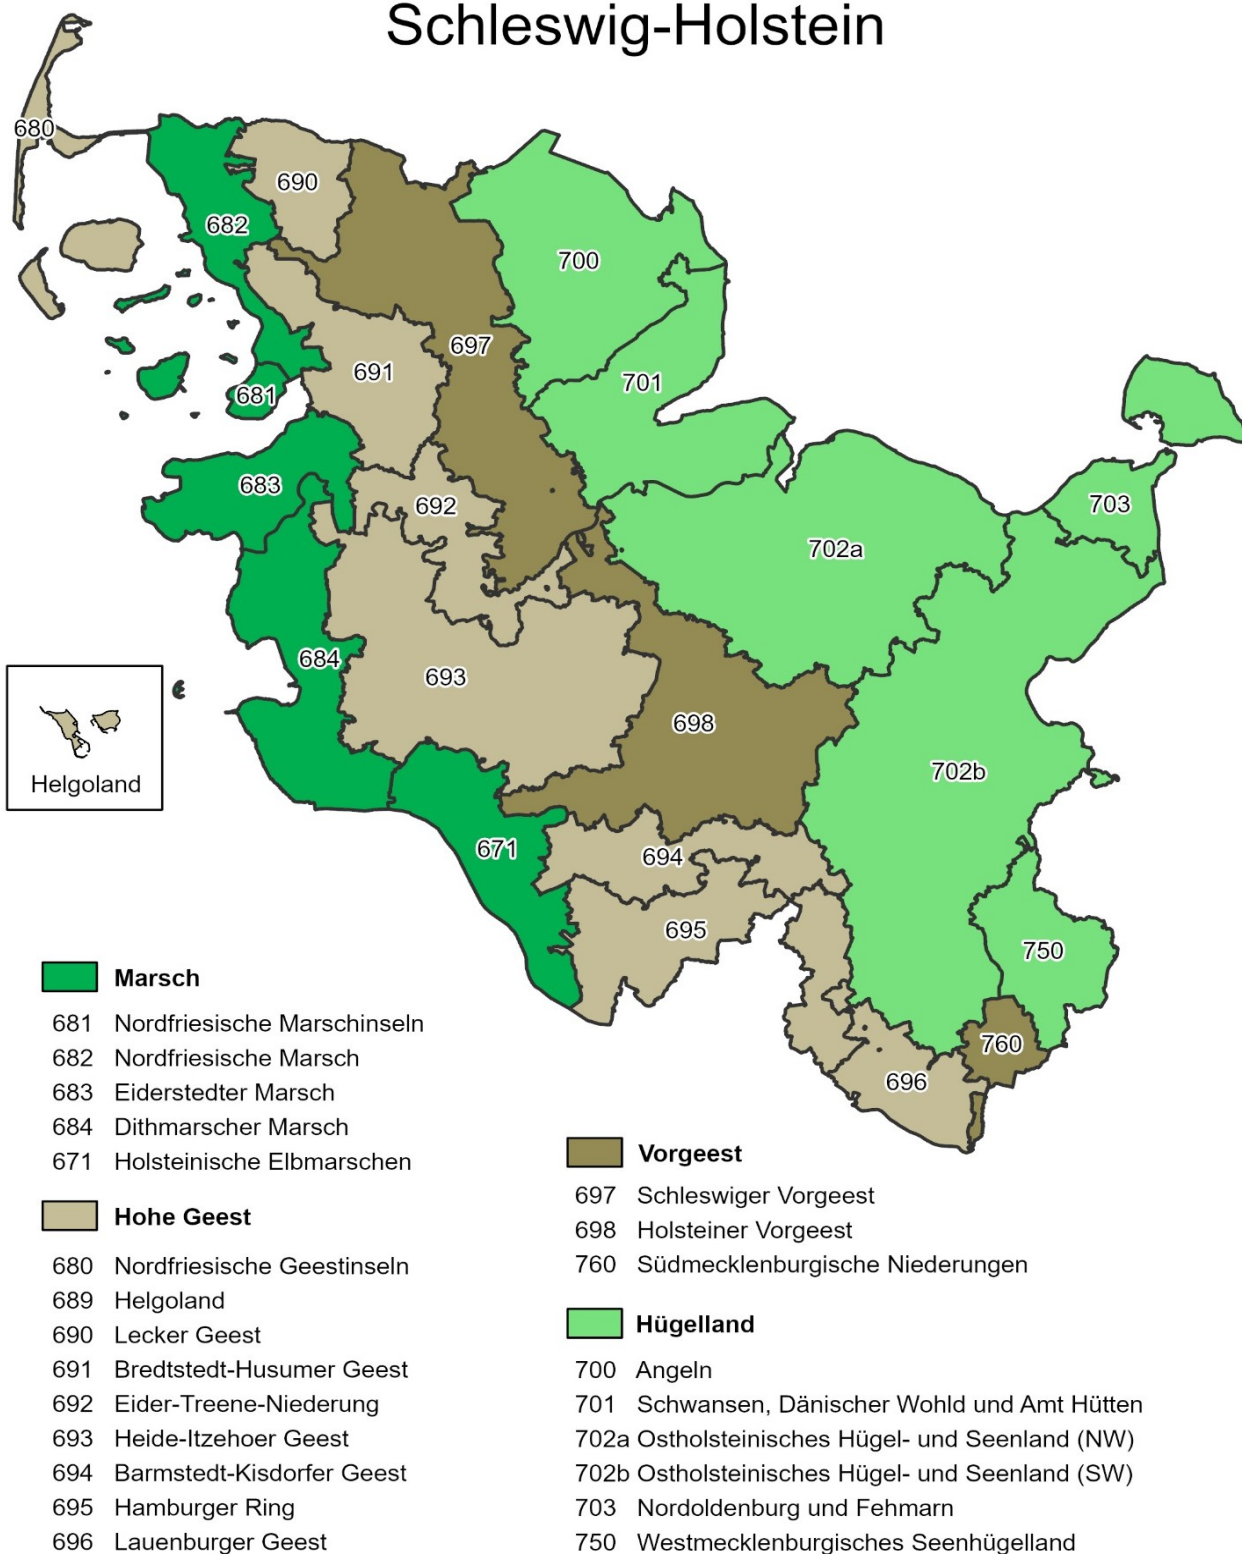 Schleswig-Holstein
680
690
682
700
697
691
701
681
683
692
703
702a
684
693
698
702b
Helgoland
671
694
695
750
760
696
Marsch
681 Nordfriesische Marschinseln
682 Nordfriesische Marsch
683 Eiderstedter Marsch
684 Dithmarscher Marsch
671 Holsteinische Elbmarschen
Hohe Geest
680 Nordfriesische Geestinseln
689 Helgoland
690 Lecker Geest
691 Bredtstedt-Husumer Geest
692 Eider-Treene-Niederung
693 Heide-Itzehoer Geest
694 Barmstedt-Kisdorfer Geest
695 Hamburger Ring
696 Lauenburger Geest
Vorgeest
697 Schleswiger Vorgeest
698 Holsteiner Vorgeest
760 Südmecklenburgische Niederungen
Hügelland
700 Angeln
701 Schwansen, Dänischer Wohld und Amt Hütten
702a Ostholsteinisches Hügel- und Seenland (NW)
702b Ostholsteinisches Hügel- und Seenland (SW)
703 Nordoldenburg und Fehmarn
750 Westmecklenburgisches Seenhügelland